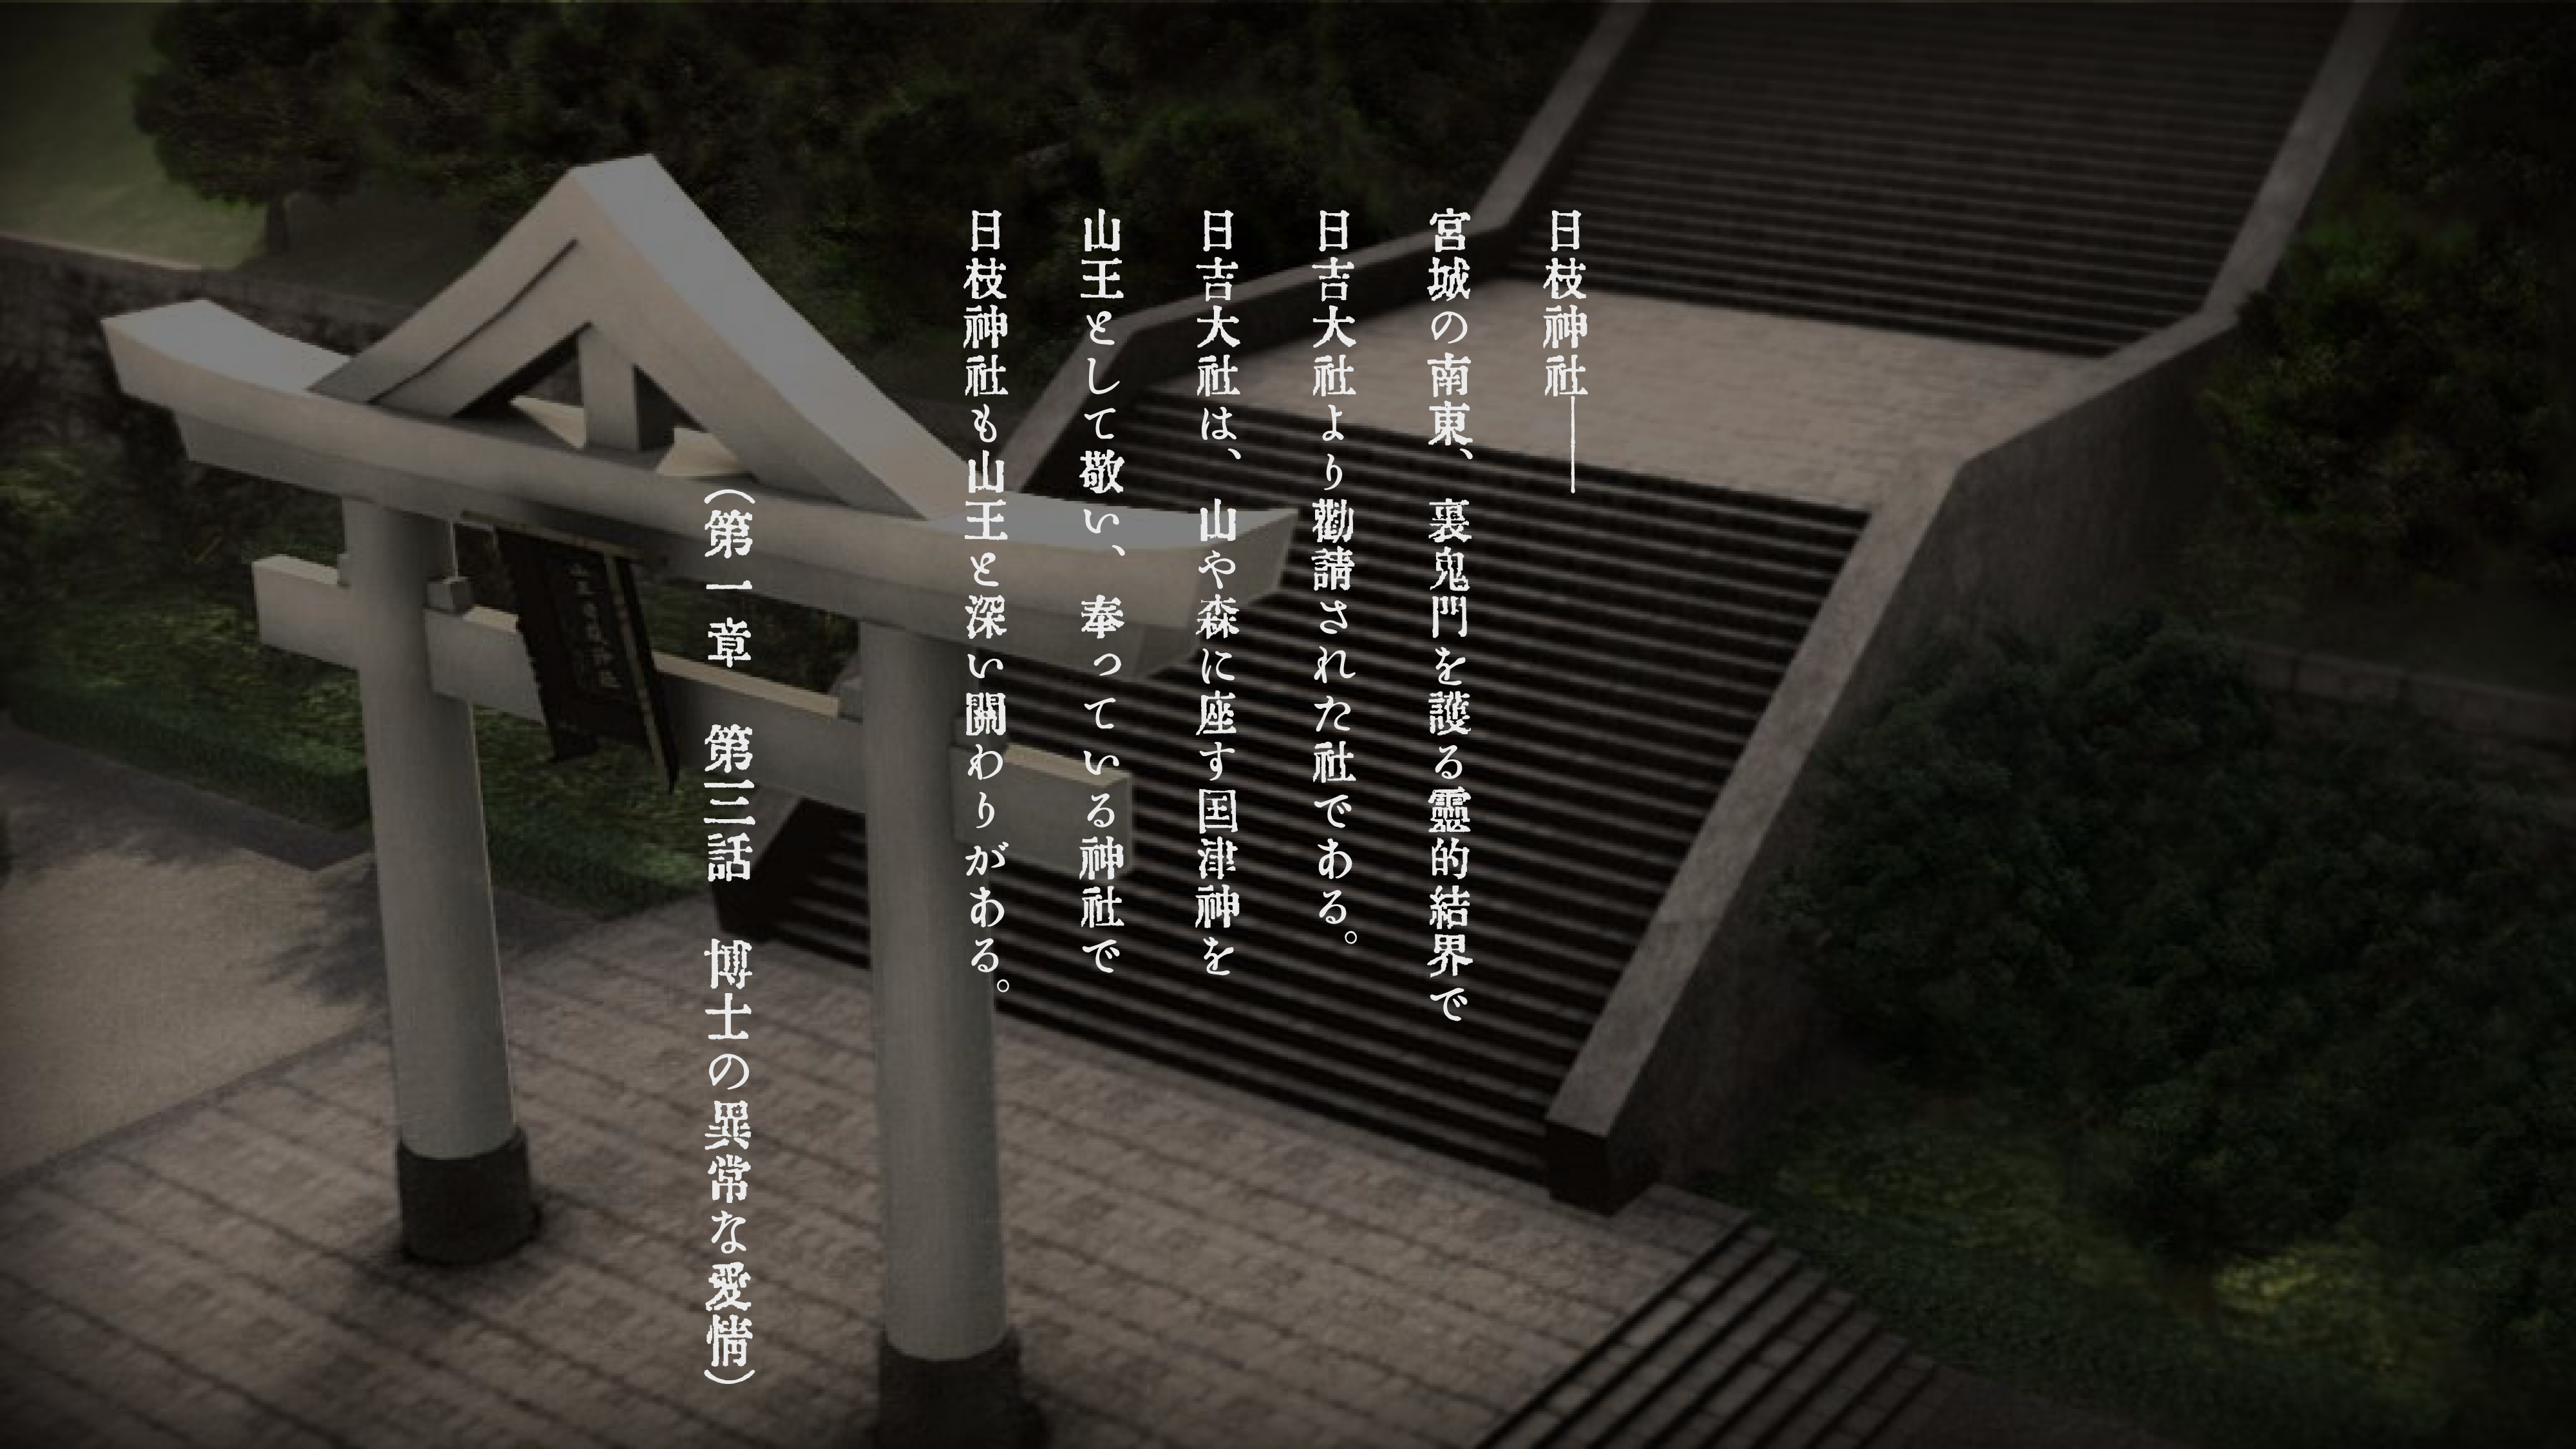 日枝神社――
宮城の南東、裏鬼門を護る霊的結界で
日吉大社より勸請された社である。
日吉大社は、山や森に座す国津神を
山王として敬い、奉っている神社で
日枝神社も山王と深い關わりがある。
（第一章　第三話　博士の異常な愛情）